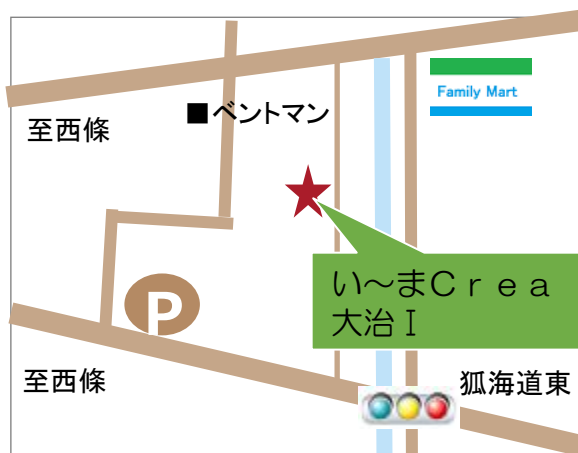 Family Mart
■ベントマン
至西條
い～まCrea
大治Ⅰ
P
至西條
狐海道東